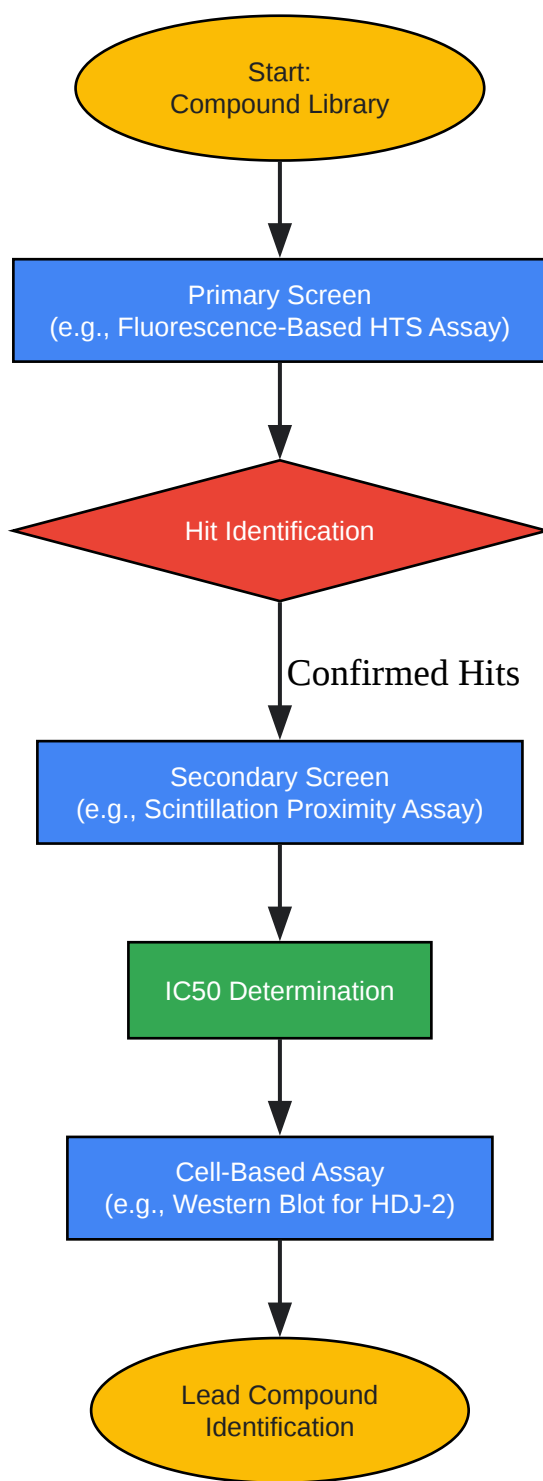 Start:
Compound Library
Primary Screen
(e.g., Fluorescence-Based HTS Assay)
Hit Identification
Confirmed Hits
Secondary Screen
(e.g., Scintillation Proximity Assay)
IC50 Determination
Cell-Based Assay
(e.g., Western Blot for HDJ-2)
Lead Compound
Identification